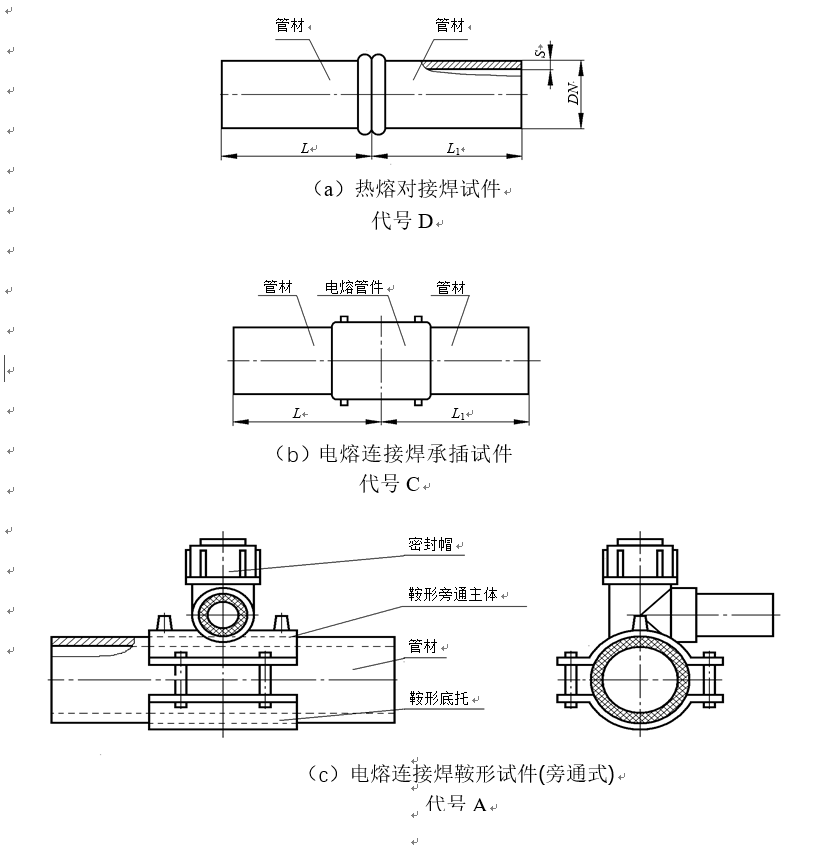 管材 管材
S
DN
L L1
（a）热熔对接焊试件
代号 D
管材 电熔管件 管材
L L1
（b）电熔连接焊承插试件
代号 C
密封帽
鞍形旁通主体
管材
鞍形底托
（c）电熔连接焊鞍形试件(旁通式)
代号 A